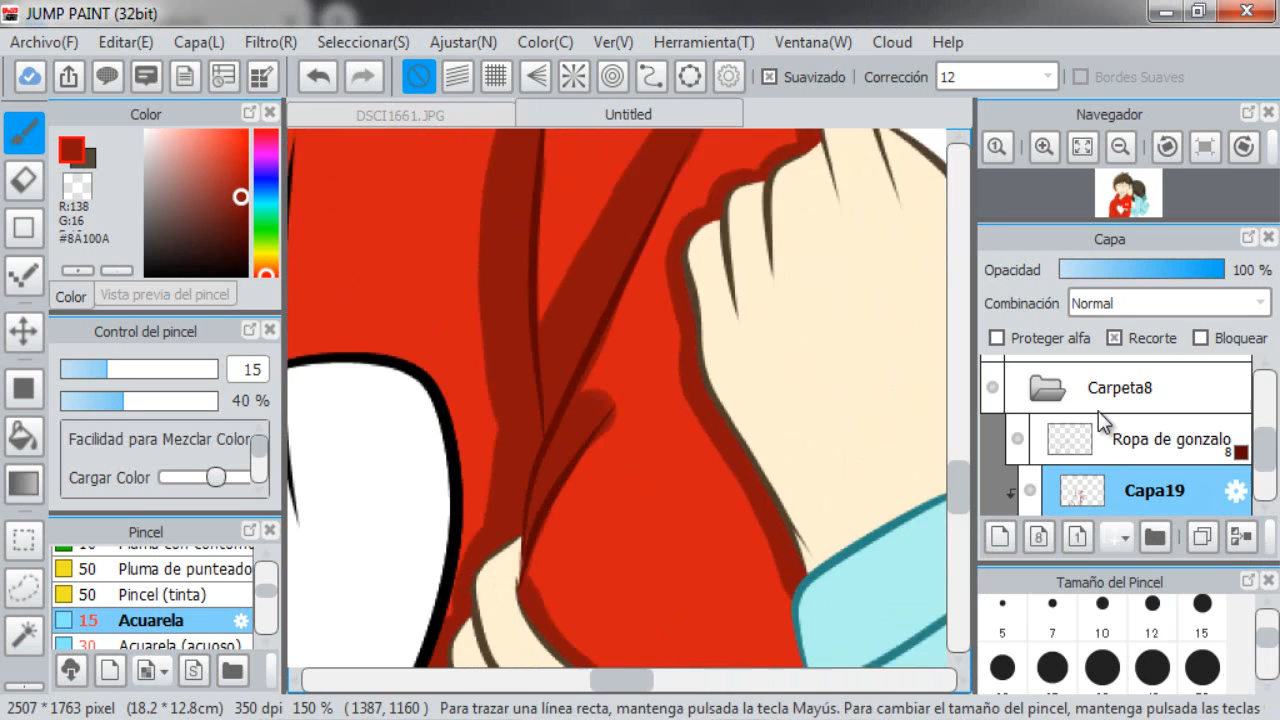 JUMP PAINT (32bit)
Archivo(F) Editar(E) Capa(L) Filtro(R) Seleccionar(S) Ajustar(N) Color(C) Ver(V) Herramienta(T) Ventana(W) Cloud Help
Suavizado Corrección 12 Bordes Suaves
Color
DSCI1661.JPG Untitled
Navegador
R:138
G:16
#8A100A
Color Vista previa del pincel
Capa
Opacidad 100 %
Combinación Normal
Proteger alfa Recorte Bloquear
Control del pincel
15
40 %
Facilidad para Mezclar Color
Cargar Color
Carpeta8
Ropa de gonzalo
8
Capa19
Pincel
50 Pluma de punteado
50 Pincel (tinta)
15 Acuarela
30 Acuarela (acuoso)
8 1
Tamaño del Pincel
5 7 10 12 15
S
2507 * 1763 pixel (18.2 * 12.8cm) 350 dpi 150 % (1387, 1160) Para trazar una línea recta, mantenga pulsada la tecla Mayús. Para cambiar el tamaño del pincel, mantenga pulsada las teclas